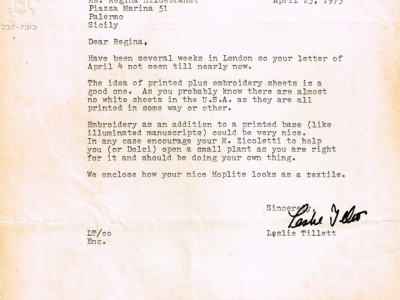 Ms. Regina Hildebrandt April 23, 1975
Piazza Marina 51
Palermo
Sicily
737-7313
Dear Regina,
Have been several weeks in London so your letter of
April 4 not seen till nearly now.
The idea of printed plus embroidery sheets is a
good one. As you probably know there are almost
no white sheets in the U.S.A. as they are all
printed in some way or other.
Embroidery as an addition to a printed base (like
illuminated manuscripts) could be very nice.
In any case encourage your M. Zicoletti to help
you (or Dolci) open a small plant as you are right
for it and should be doing your own thing.
We enclose how your nice Hoplite looks as a textile.
Sincerely,
Leslie Tillett
LT/co Leslie Tillett
Enc.